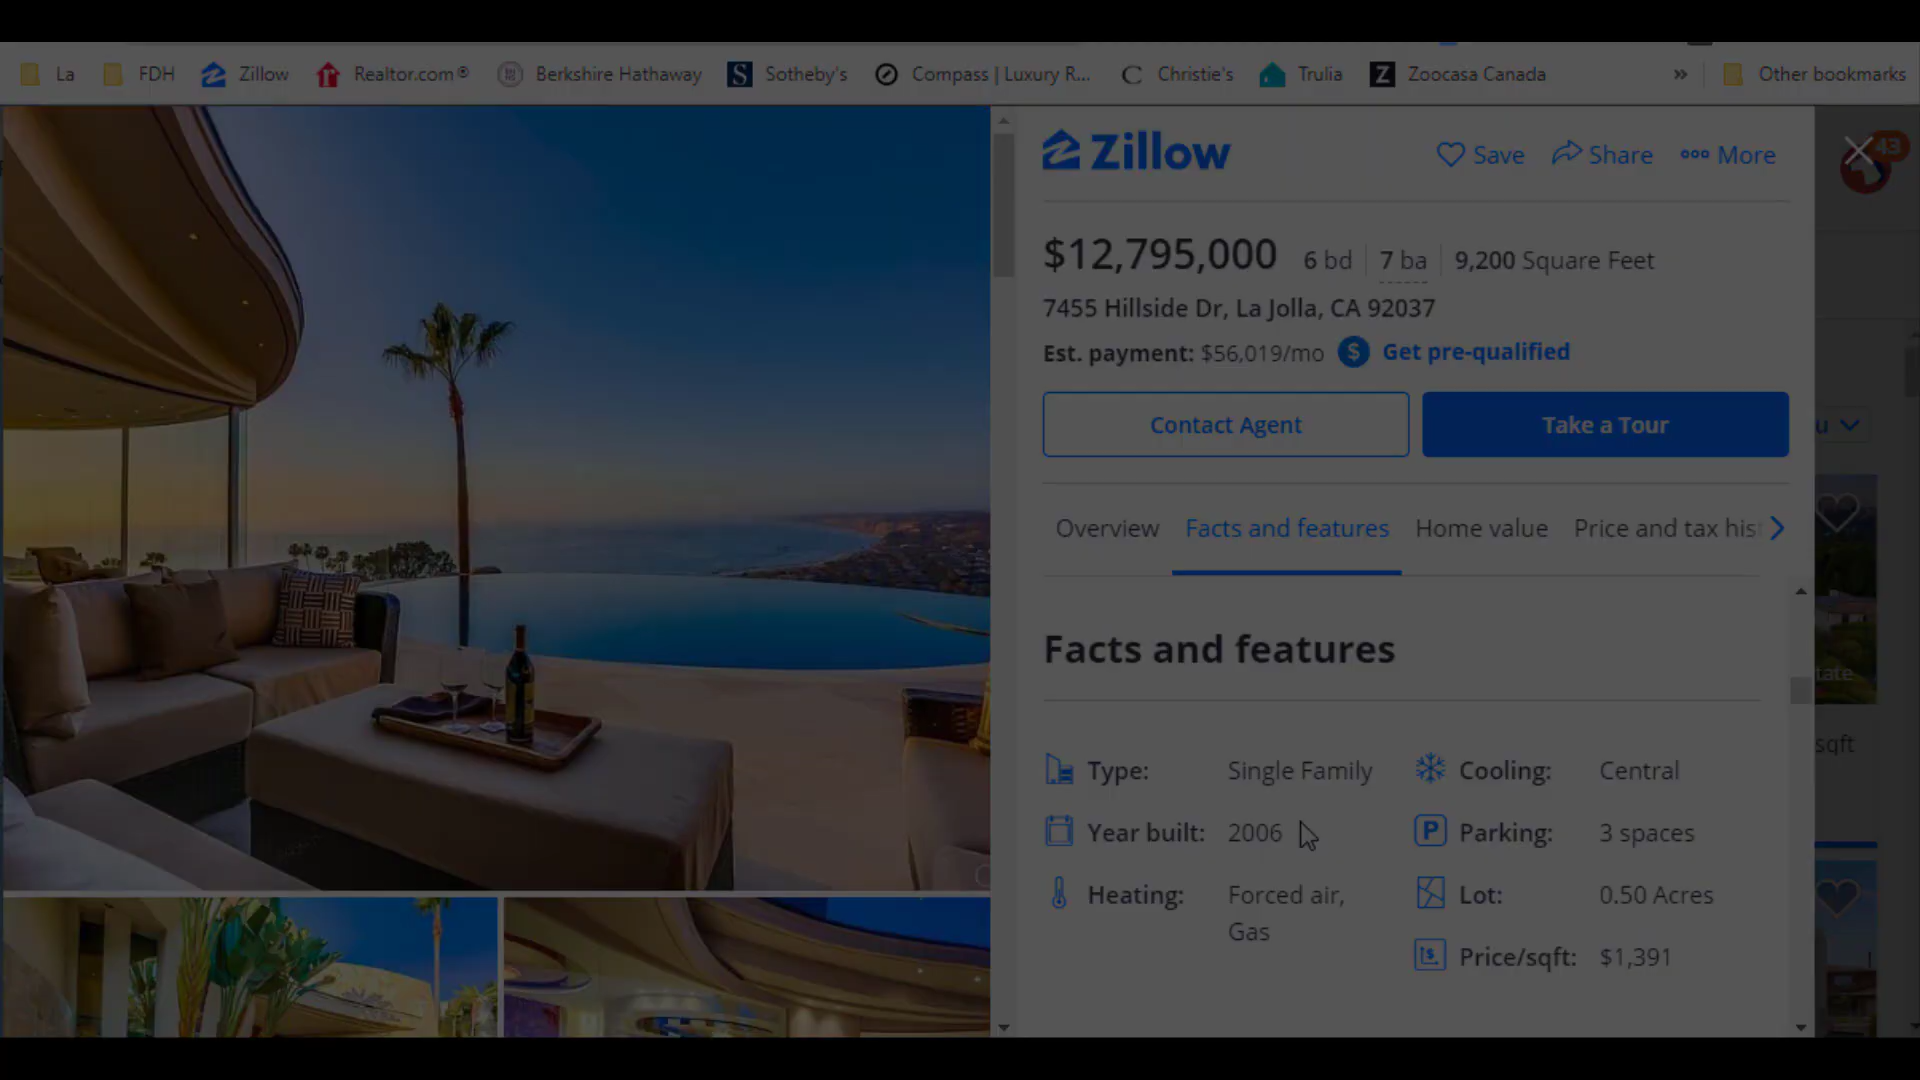 La FDH Zillow Realtor.com® Berkshire Hathaway Sotheby's Compass | Luxury R... Christie's Trulia Zoocasa Canada » Other bookmarks
Zillow Save Share More 43
$12,795,000 6 bd 7 ba 9,200 Square Feet
7455 Hillside Dr, La Jolla, CA 92037
Est. payment: $56,019/mo $ Get pre-qualified
Contact Agent Take a Tour
u
Overview Facts and features Home value Price and tax his
Facts and features
tate
sqft
Type: Single Family Cooling: Central
Year built: 2006 Parking: 3 spaces
Heating: Forced air, Lot: 0.50 Acres
Gas
Price/sqft: $1,391